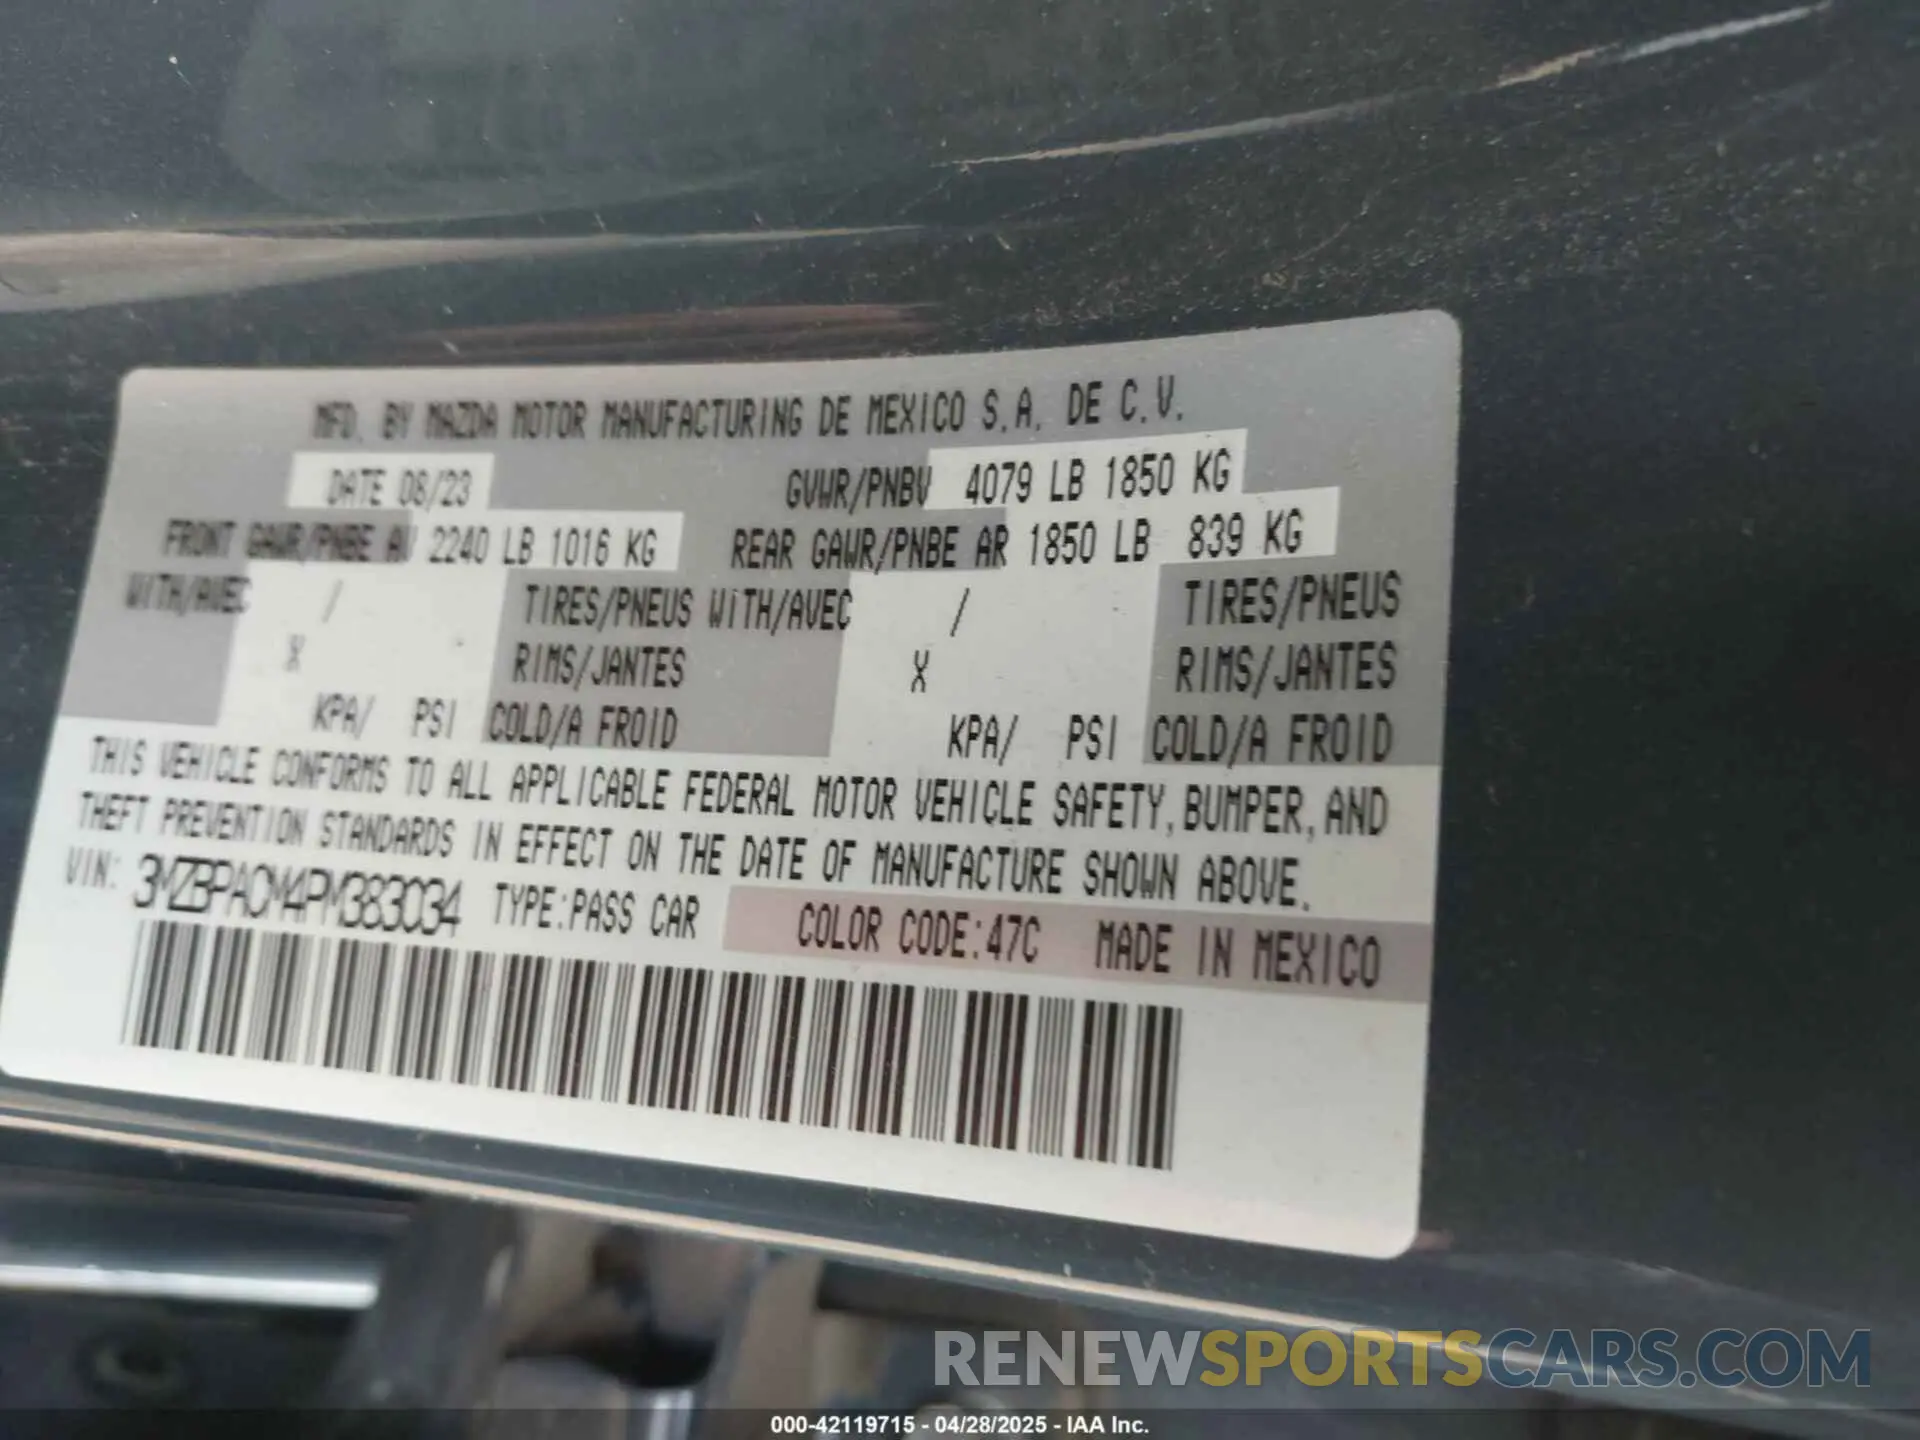 MFD. BY MAZDA MOTOR MANUFACTURING DE MEXICO S.A. DE C.V.
DATE 08/23 GVWR/PNBV 4079 LB 1850 KG
FRONT GAWR/PNBE AV 2240 LB 1016 KG REAR GAWR/PNBE AR 1850 LB 839 KG
WITH/AVEC / TIRES/PNEUS WITH/AVEC / TIRES/PNEUS
X RIMS/JANTES X RIMS/JANTES
KPA/ PSI COLD/A FROID KPA/ PSI COLD/A FROID
THIS VEHICLE CONFORMS TO ALL APPLICABLE FEDERAL MOTOR VEHICLE SAFETY, BUMPER, AND
THEFT PREVENTION STANDARDS IN EFFECT ON THE DATE OF MANUFACTURE SHOWN ABOVE.
VIN: 3MZBPACM4PM383034 TYPE:PASS CAR COLOR CODE:47C MADE IN MEXICO
RENEWSPORTSCARS.COM
000-42119715 - 04/28/2025 - IAA Inc.